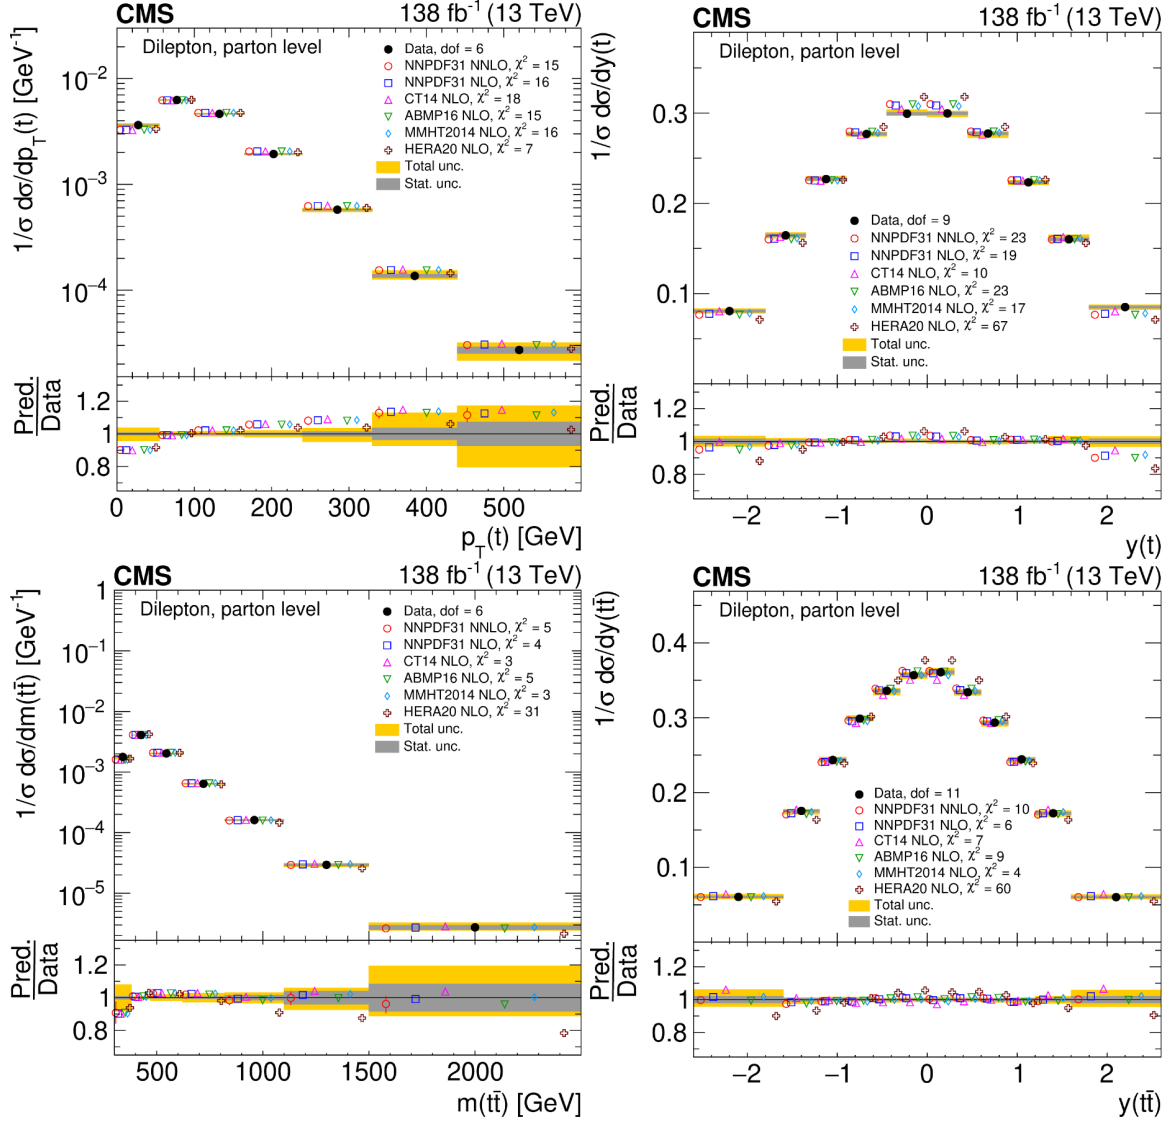 CMS 138 fb⁻¹ (13 TeV)
Dilepton, parton level
Data, dof = 6
NNPDF31 NNLO, χ² = 15
NNPDF31 NLO, χ² = 16
CT14 NLO, χ² = 18
ABMP16 NLO, χ² = 15
MMHT2014 NLO, χ² = 16
HERA20 NLO, χ² = 7
Total unc.
Stat. unc.
1/σ dσ/dp_T(t) [GeV⁻¹]
10⁻²
10⁻³
10⁻⁴
Pred.
Data
1.2
1
0.8
0 100 200 300 400 500
p_T(t) [GeV]
CMS 138 fb⁻¹ (13 TeV)
Dilepton, parton level
1/σ dσ/dy(t)
0.3
0.2
0.1
Data, dof = 9
NNPDF31 NNLO, χ² = 23
NNPDF31 NLO, χ² = 19
CT14 NLO, χ² = 10
ABMP16 NLO, χ² = 23
MMHT2014 NLO, χ² = 17
HERA20 NLO, χ² = 67
Total unc.
Stat. unc.
Pred.
Data
1.2
1
0.8
−2 −1 0 1 2
y(t)
CMS 138 fb⁻¹ (13 TeV)
Dilepton, parton level
Data, dof = 6
NNPDF31 NNLO, χ² = 5
NNPDF31 NLO, χ² = 4
CT14 NLO, χ² = 3
ABMP16 NLO, χ² = 5
MMHT2014 NLO, χ² = 3
HERA20 NLO, χ² = 31
Total unc.
Stat. unc.
1/σ dσ/dm(tt̄) [GeV⁻¹]
1
10⁻¹
10⁻²
10⁻³
10⁻⁴
10⁻⁵
Pred.
Data
1.2
1
0.8
500 1000 1500 2000
m(tt̄) [GeV]
CMS 138 fb⁻¹ (13 TeV)
Dilepton, parton level
1/σ dσ/dy(tt̄)
0.4
0.3
0.2
0.1
Data, dof = 11
NNPDF31 NNLO, χ² = 10
NNPDF31 NLO, χ² = 6
CT14 NLO, χ² = 7
ABMP16 NLO, χ² = 9
MMHT2014 NLO, χ² = 4
HERA20 NLO, χ² = 60
Total unc.
Stat. unc.
Pred.
Data
1.2
1
0.8
−2 −1 0 1 2
y(tt̄)